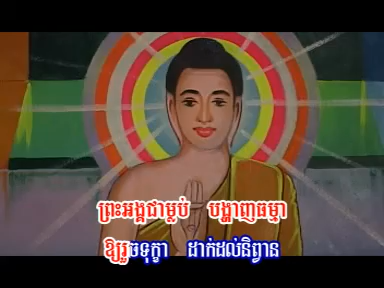 ព្រះអង្គជាម្លប់ បង្ហាញធម្មា
ឱ្យរួចទុក្ខា ដាក់ដល់និព្វាន